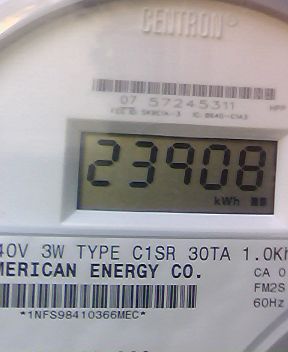 CENTRON
07 57245311
23908
kWh
40V 3W TYPE C1SR 30TA 1.0Kh
MERICAN ENERGY CO.
CA 0
FM2S
60Hz
*1NFS98410366MEC*